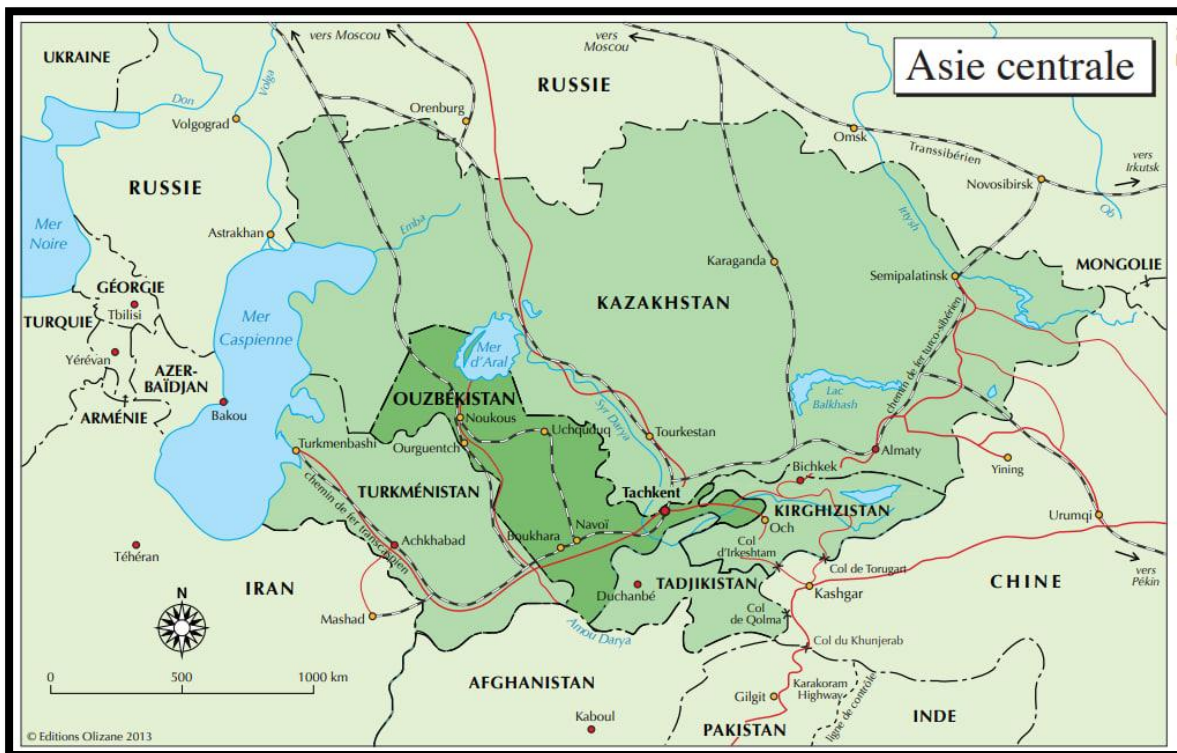 Asie centrale
vers Moscou
vers
Moscou
UKRAINE
Don
Volga
Volgograd
Orenburg
RUSSIE
Omsk
Transsibérien
vers
Irkutsk
Novosibirsk
Irtysh
Ob
RUSSIE
Mer
Noire
Astrakhan
Emba
Karaganda
Semipalatinsk
MONGOLIE
GÉORGIE
Tbilisi
TURQUIE
Mer
Caspienne
KAZAKHSTAN
chemin de fer turco-sibérien
Yérévan
AZER-
BAÏDJAN
Mer
d'Aral
ARMÉNIE
Bakou
OUZBÉKISTAN
Noukous
Uchquduq
Syr Darya
Tourkestan
Lac
Balkhash
Turkmenbashi
Ourguentch
Almaty
Yining
Bichkek
chemin de fer transcaspien
TURKMÉNISTAN
Tachkent
KIRGHIZISTAN
Och
Urumqi
Téhéran
Achkhabad
Boukhara
Navoï
Col
d'Irkeshtam
Col de Torugart
vers
Pékin
IRAN
N
TADJIKISTAN
Duchanbé
Kashgar
CHINE
Mashad
Amou Darya
Col
de Qolma
Col du Khunjerab
0
500
1000 km
AFGHANISTAN
Gilgit
Karakoram
Highway
ligne de contrôle
INDE
Kaboul
PAKISTAN
© Editions Olizane 2013